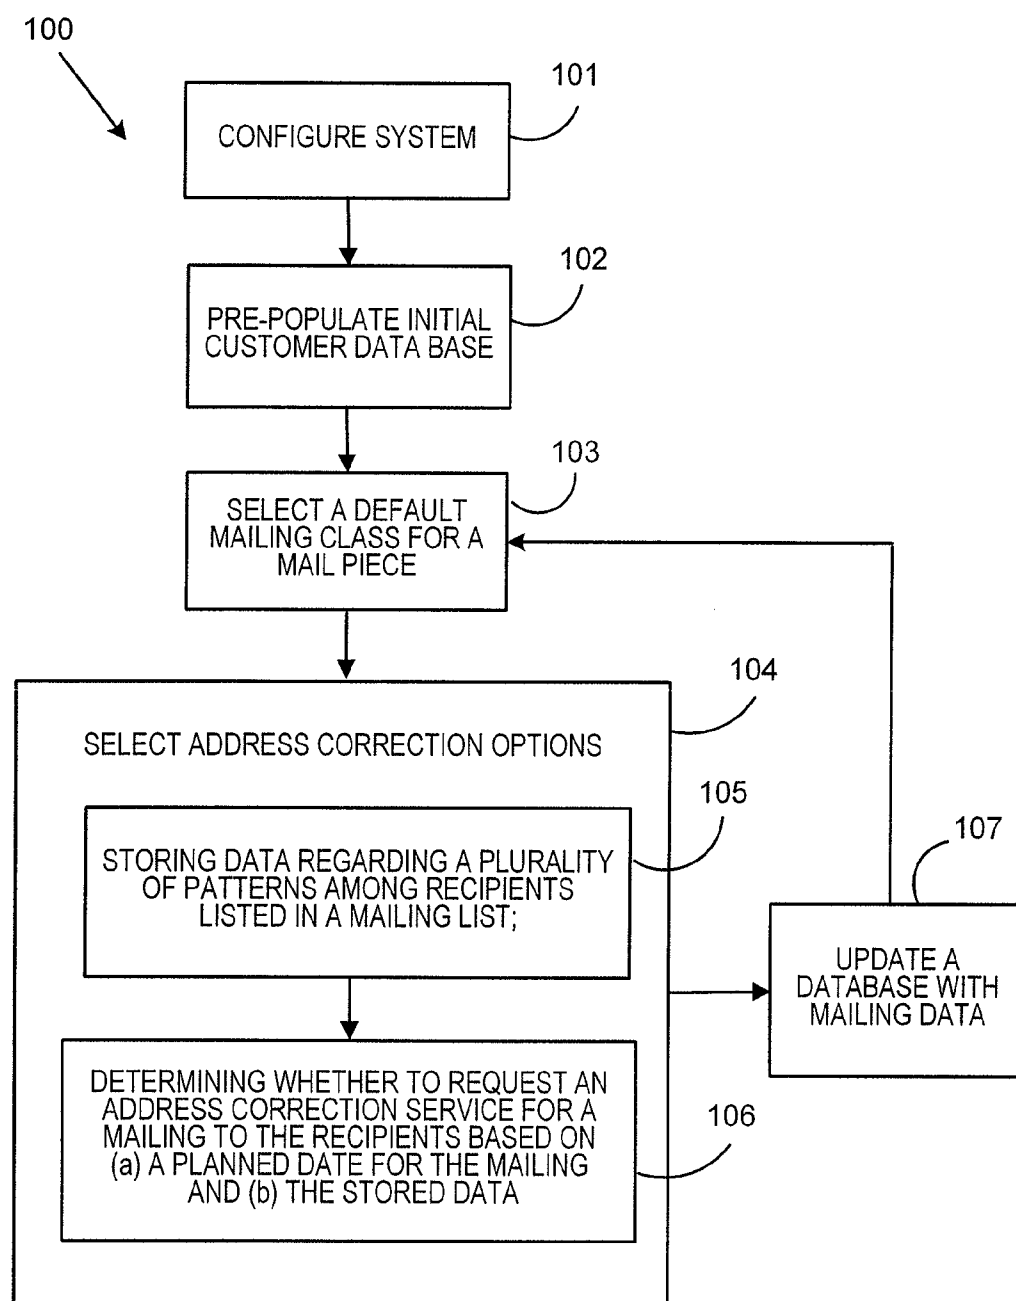 100
101
CONFIGURE SYSTEM
102
PRE-POPULATE INITIAL
CUSTOMER DATA BASE
103
SELECT A DEFAULT
MAILING CLASS FOR A
MAIL PIECE
104
SELECT ADDRESS CORRECTION OPTIONS
105
STORING DATA REGARDING A PLURALITY
OF PATTERNS AMONG RECIPIENTS
LISTED IN A MAILING LIST;
107
UPDATE A
DATABASE WITH
MAILING DATA
DETERMINING WHETHER TO REQUEST AN
ADDRESS CORRECTION SERVICE FOR A
MAILING TO THE RECIPIENTS BASED ON
(a) A PLANNED DATE FOR THE MAILING
AND (b) THE STORED DATA
106